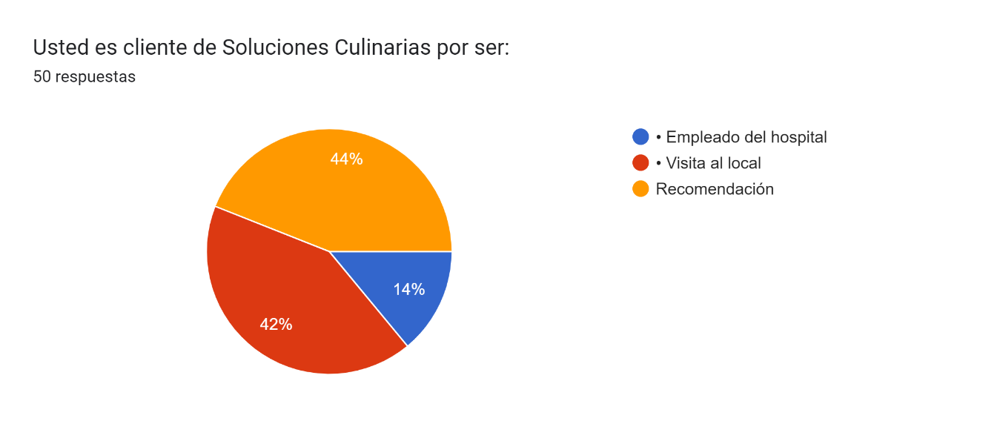 Usted es cliente de Soluciones Culinarias por ser:
50 respuestas
44%
14%
42%
• Empleado del hospital
• Visita al local
Recomendación